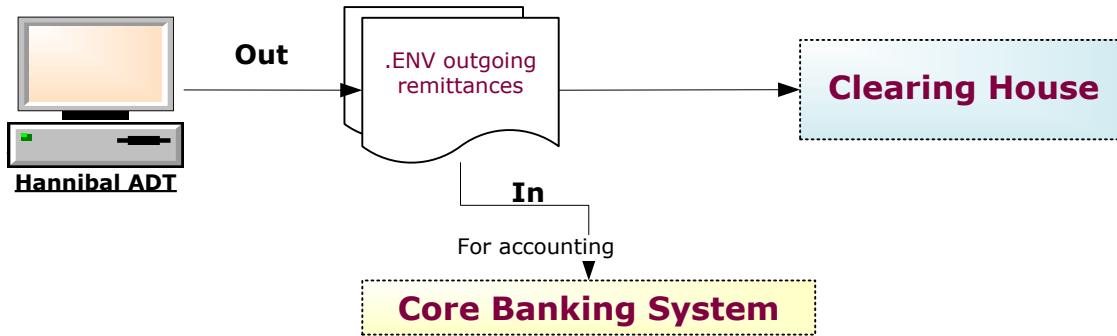 Out
.ENV outgoing
remittances
Clearing House
Hannibal ADT
In
For accounting
Core Banking System